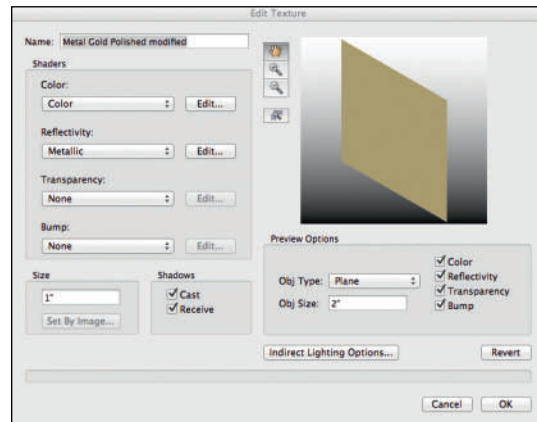 Edit Texture
Name: Metal Gold Polished modified
Shaders
Color:
Color Edit...
Reflectivity:
Metallic Edit...
Transparency:
None Edit...
Bump:
None Edit...
Size
1"
Set By Image...
Shadows
Cast
Receive
Preview Options
Obj Type: Plane
Obj Size: 2"
Color
Reflectivity
Transparency
Bump
Indirect Lighting Options...
Revert
Cancel
OK